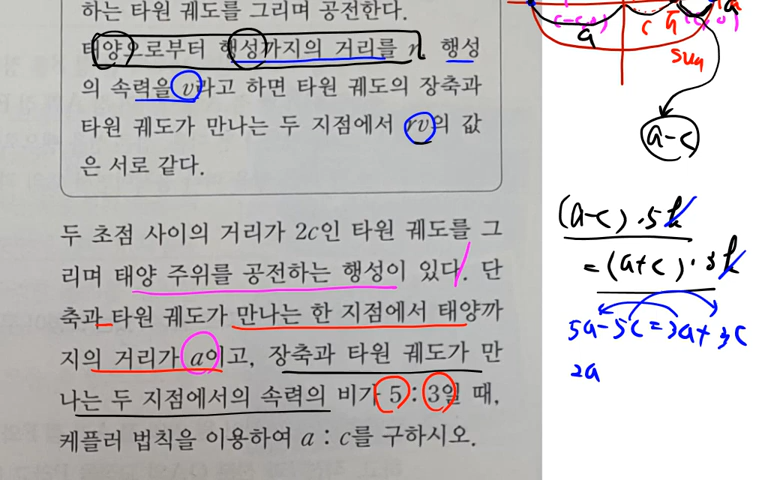 하는 타원 궤도를 그리며 공전한다.
태양으로부터 행성까지의 거리를 r, 행성
의 속력을 v라고 하면 타원 궤도의 장축과
타원 궤도가 만나는 두 지점에서 rv의 값
은 서로 같다.
두 초점 사이의 거리가 2c인 타원 궤도를 그
리며 태양 주위를 공전하는 행성이 있다. 단
축과 타원 궤도가 만나는 한 지점에서 태양까
지의 거리가 a이고, 장축과 타원 궤도가 만
나는 두 지점에서의 속력의 비가 5 : 3일 때,
케플러 법칙을 이용하여 a : c를 구하시오.
a
c
a
sun
a-c
(a-c)·5k
=(a+c)·3k
5a-5c=3a+3c
2a